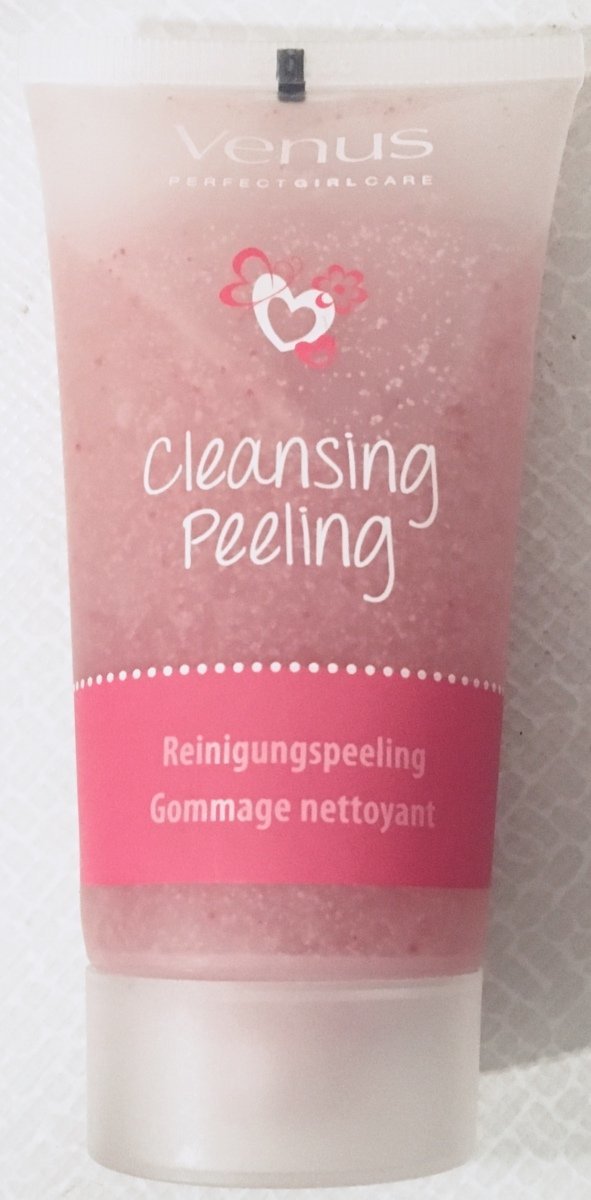 Venus
PERFECTGIRLCARE
Cleansing
Peeling
Reinigungspeeling
Gommage nettoyant